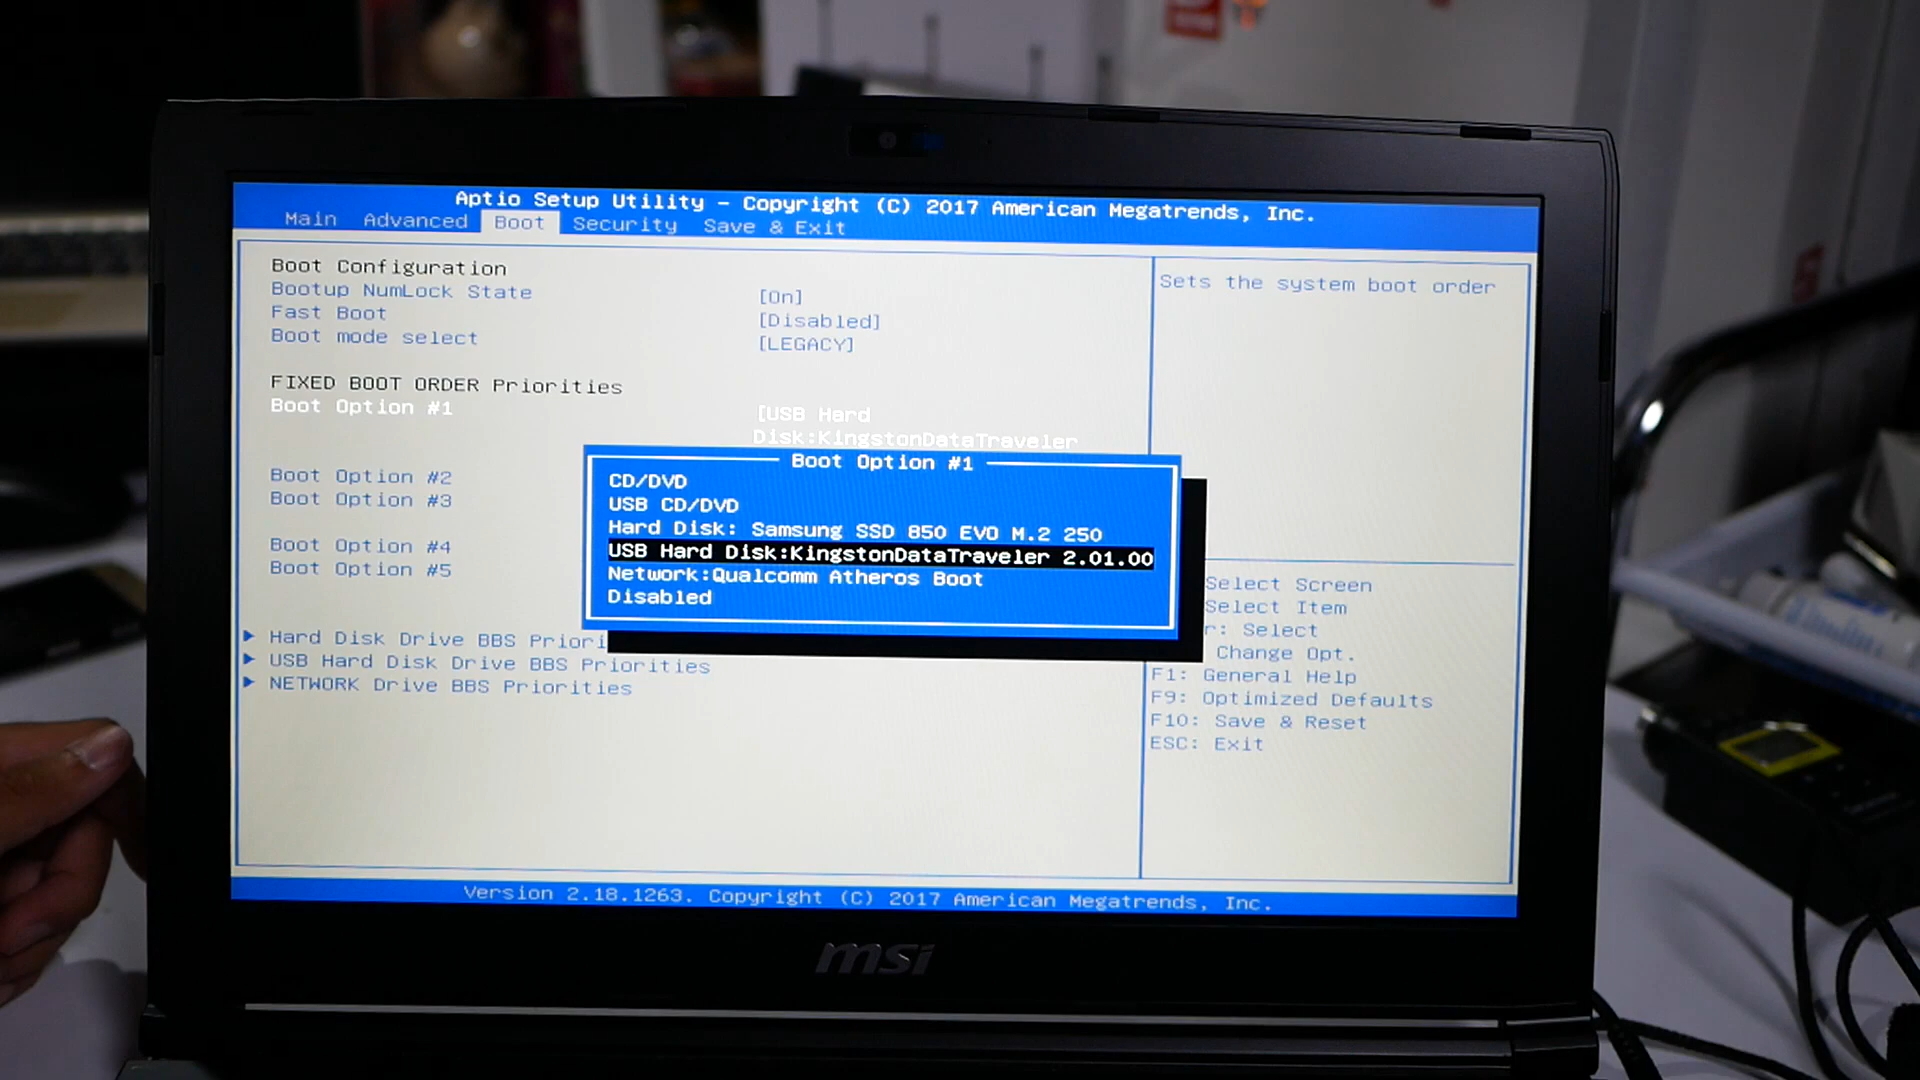 Aptio Setup Utility – Copyright (C) 2017 American Megatrends, Inc.
Main Advanced Boot Security Save & Exit
Boot Configuration
Bootup NumLock State [On]
Fast Boot [Disabled]
Boot mode select [LEGACY]
FIXED BOOT ORDER Priorities
Boot Option #1 [USB Hard
Disk:KingstonDataTraveler
Boot Option #2
Boot Option #3
Boot Option #4
Boot Option #5
Hard Disk Drive BBS Priori
USB Hard Disk Drive BBS Priorities
NETWORK Drive BBS Priorities
Boot Option #1
CD/DVD
USB CD/DVD
Hard Disk: Samsung SSD 850 EVO M.2 250
USB Hard Disk:KingstonDataTraveler 2.01.00
Network:Qualcomm Atheros Boot
Disabled
Sets the system boot order
Select Screen
Select Item
r: Select
Change Opt.
F1: General Help
F9: Optimized Defaults
F10: Save & Reset
ESC: Exit
Version 2.18.1263. Copyright (C) 2017 American Megatrends, Inc.
msi